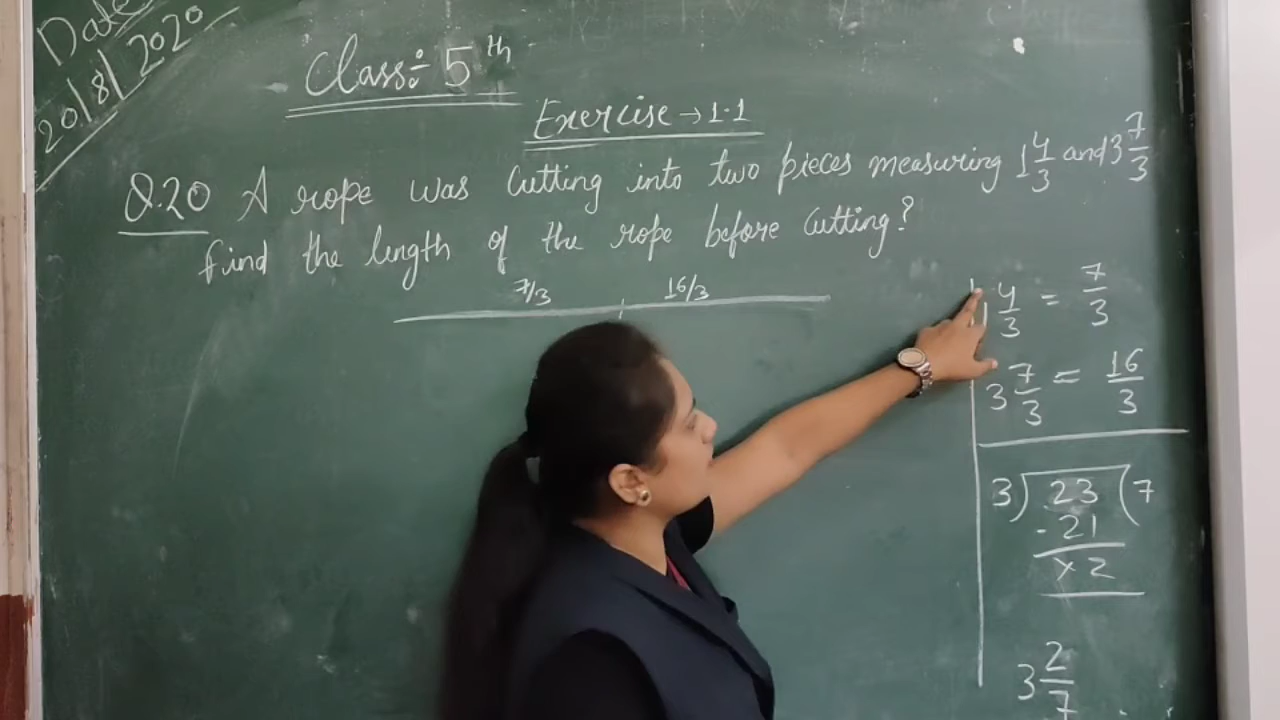 Date
20/8/2020
Class:- 5th
Exercise → 1.1
Q.20 A rope was Cutting into two pieces measuring 1 4/3 and 3 7/3
find the length of the rope before Cutting?
7/3 16/3
1 4/3 = 7/3
3 7/3 = 16/3
3) 23 (7
-21
x2
3 2/7